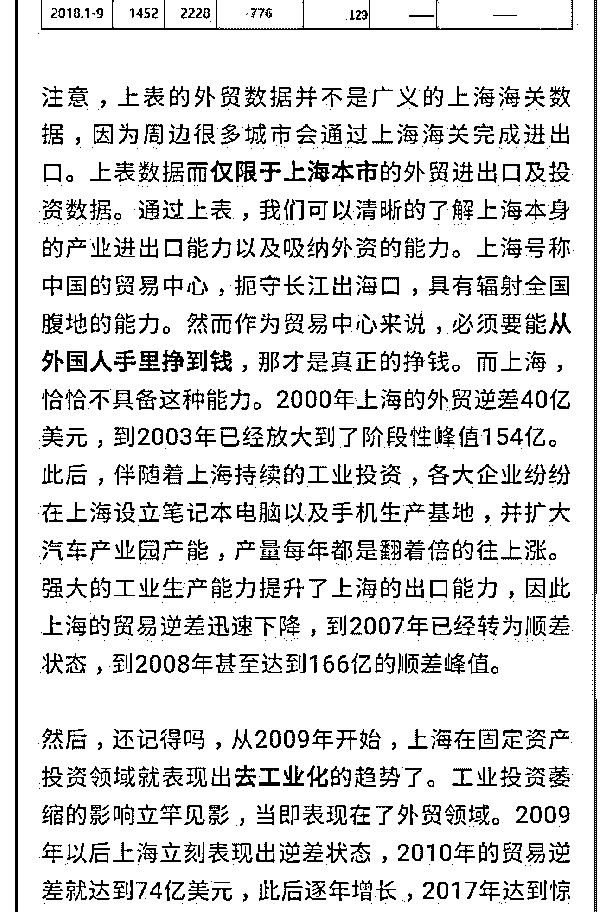 2018.1-9 1452 2228 -776 129 —— ——
注意，上表的外贸数据并不是广义的上海海关数
据，因为周边很多城市会通过上海海关完成进出
口。上表数据而仅限于上海本市的外贸进出口及投
资数据。通过上表，我们可以清晰的了解上海本身
的产业进出口能力以及吸纳外资的能力。上海号称
中国的贸易中心，扼守长江出海口，具有辐射全国
腹地的能力。然而作为贸易中心来说，必须要能从
外国人手里挣到钱，那才是真正的挣钱。而上海，
恰恰不具备这种能力。2000年上海的外贸逆差40亿
美元，到2003年已经放大到了阶段性峰值154亿。
此后，伴随着上海持续的工业投资，各大企业纷纷
在上海设立笔记本电脑以及手机生产基地，并扩大
汽车产业园产能，产量每年都是翻着倍的往上涨。
强大的工业生产能力提升了上海的出口能力，因此
上海的贸易逆差迅速下降，到2007年已经转为顺差
状态，到2008年甚至达到166亿的顺差峰值。
然后，还记得吗，从2009年开始，上海在固定资产
投资领域就表现出去工业化的趋势了。工业投资萎
缩的影响立竿见影，当即表现在了外贸领域。2009
年以后上海立刻表现出逆差状态，2010年的贸易逆
差就达到74亿美元，此后逐年增长，2017年达到惊